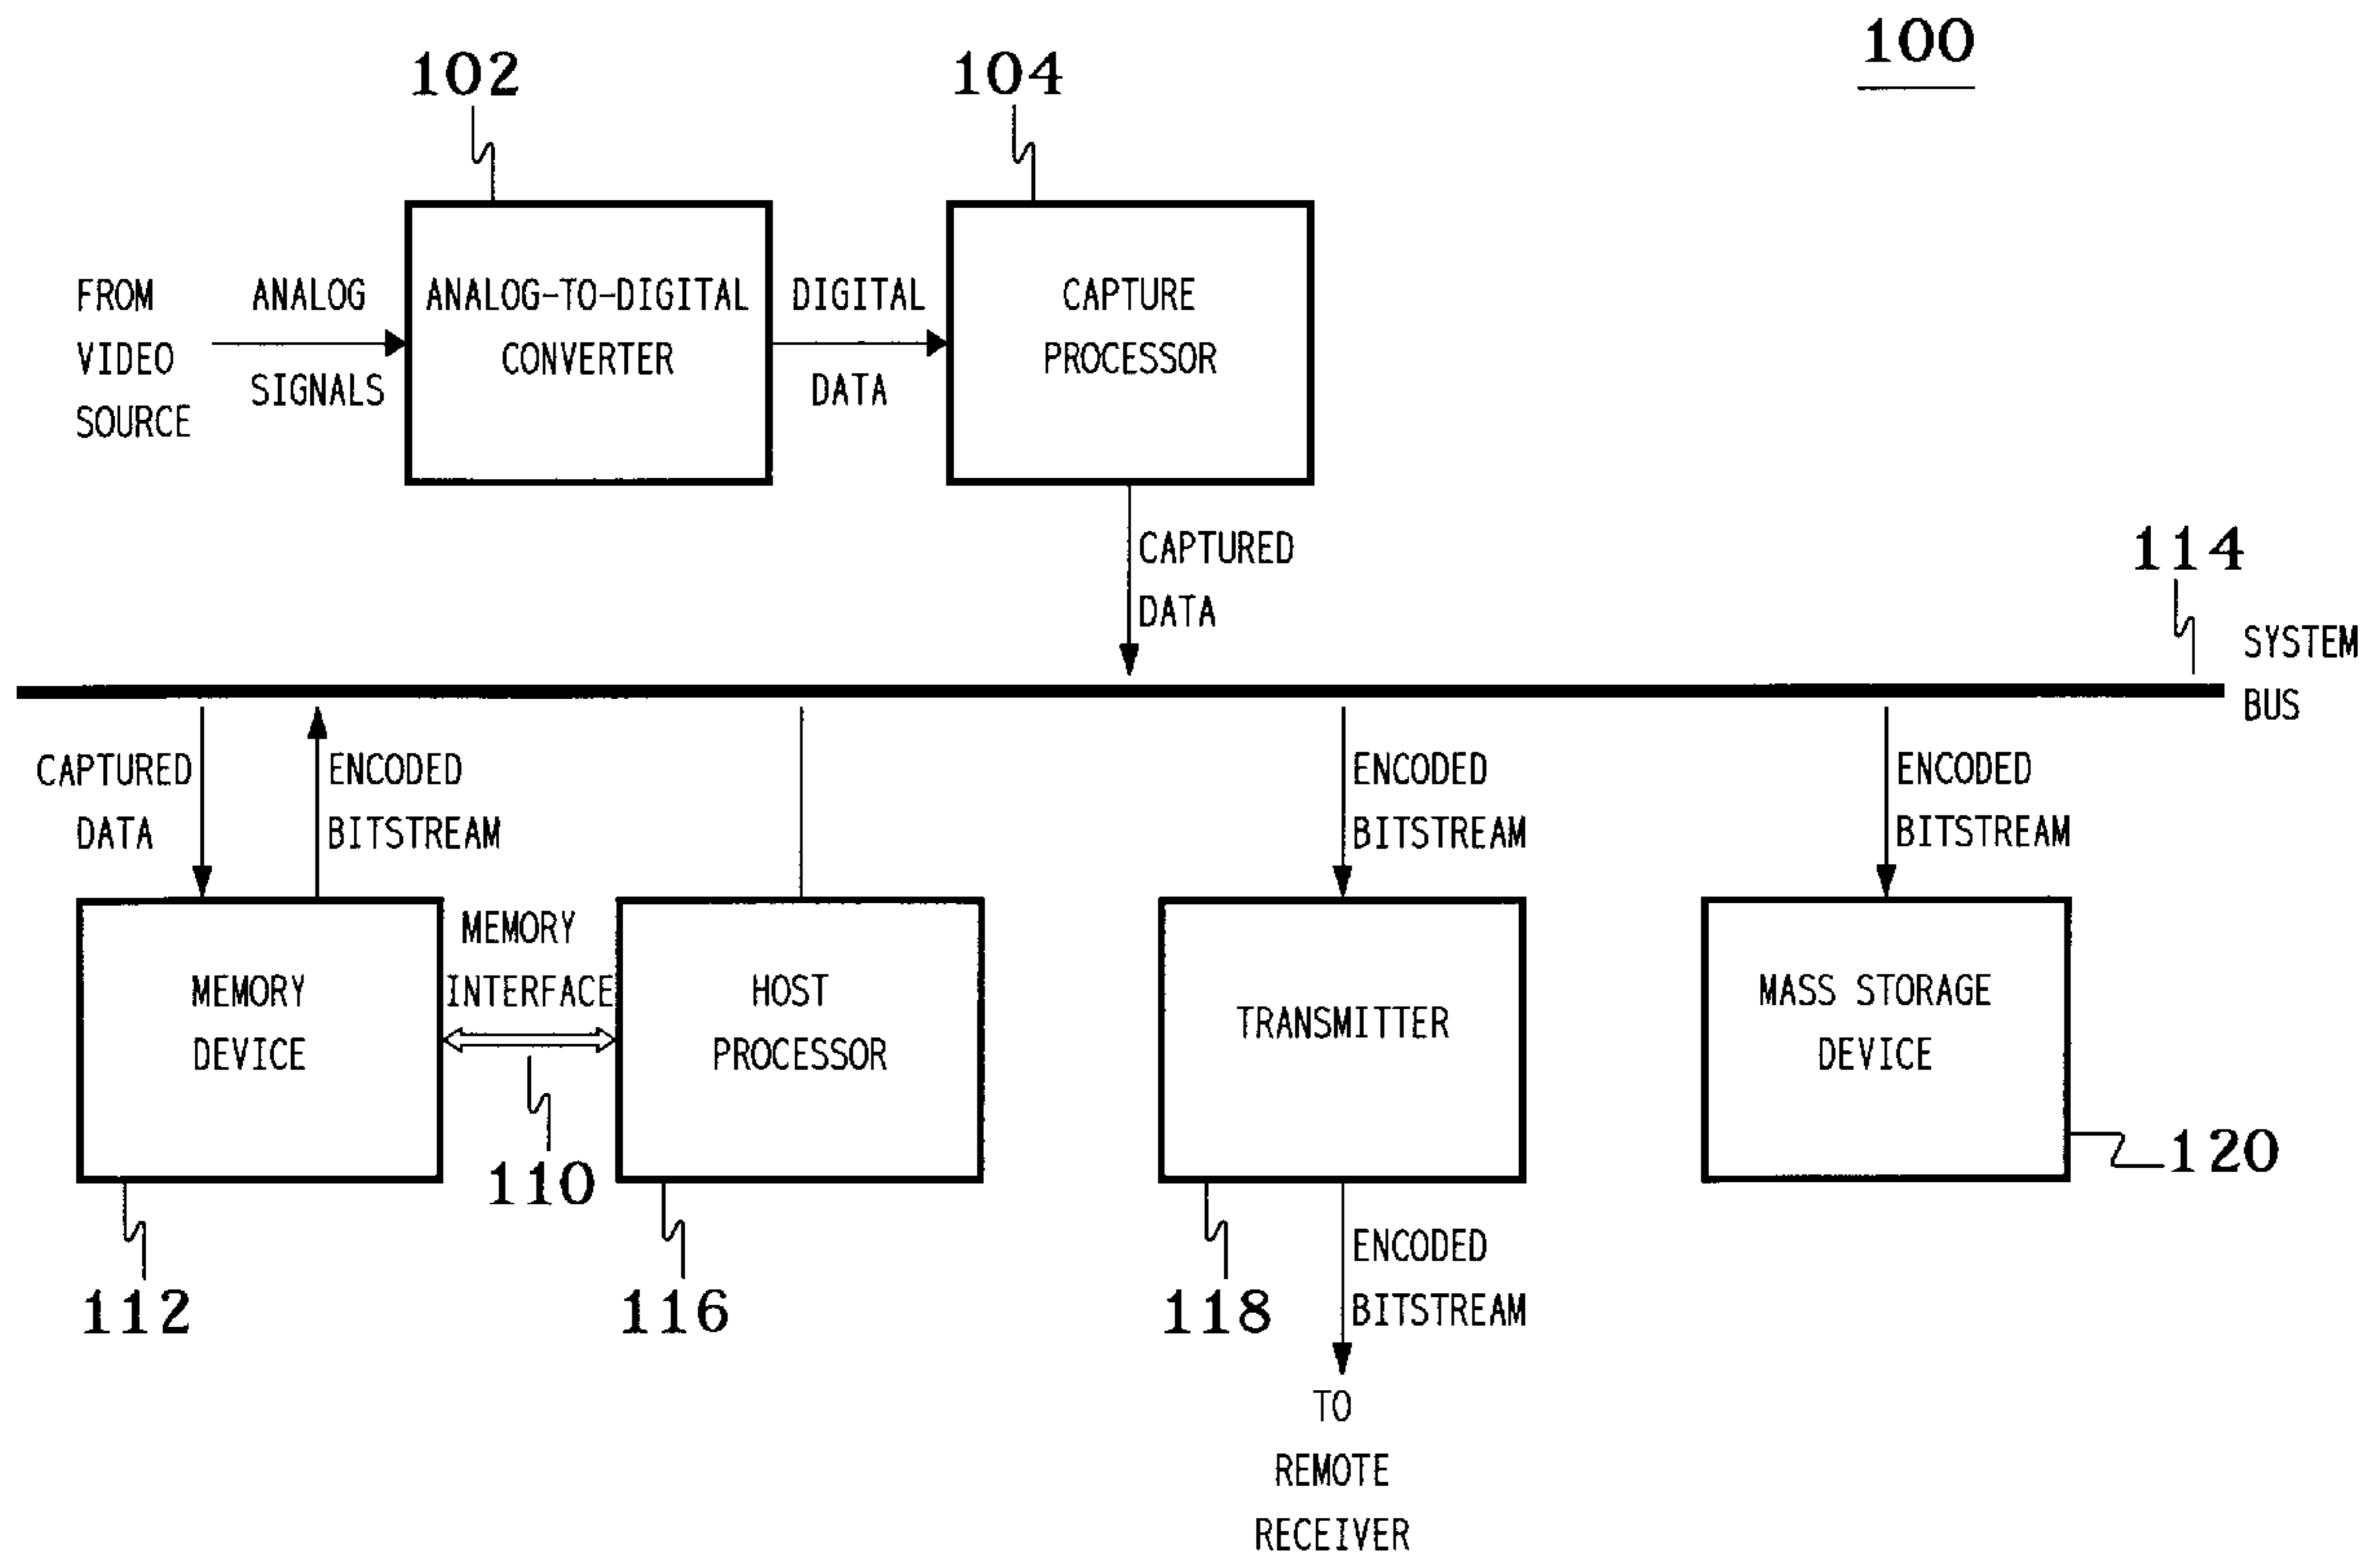 100
102
104
FROM
VIDEO
SOURCE
ANALOG
SIGNALS
ANALOG-TO-DIGITAL
CONVERTER
DIGITAL
DATA
CAPTURE
PROCESSOR
CAPTURED
DATA
114
SYSTEM
BUS
CAPTURED
DATA
ENCODED
BITSTREAM
ENCODED
BITSTREAM
ENCODED
BITSTREAM
MEMORY
DEVICE
MEMORY
INTERFACE
HOST
PROCESSOR
TRANSMITTER
MASS STORAGE
DEVICE
110
120
112
116
118
ENCODED
BITSTREAM
TO
REMOTE
RECEIVER